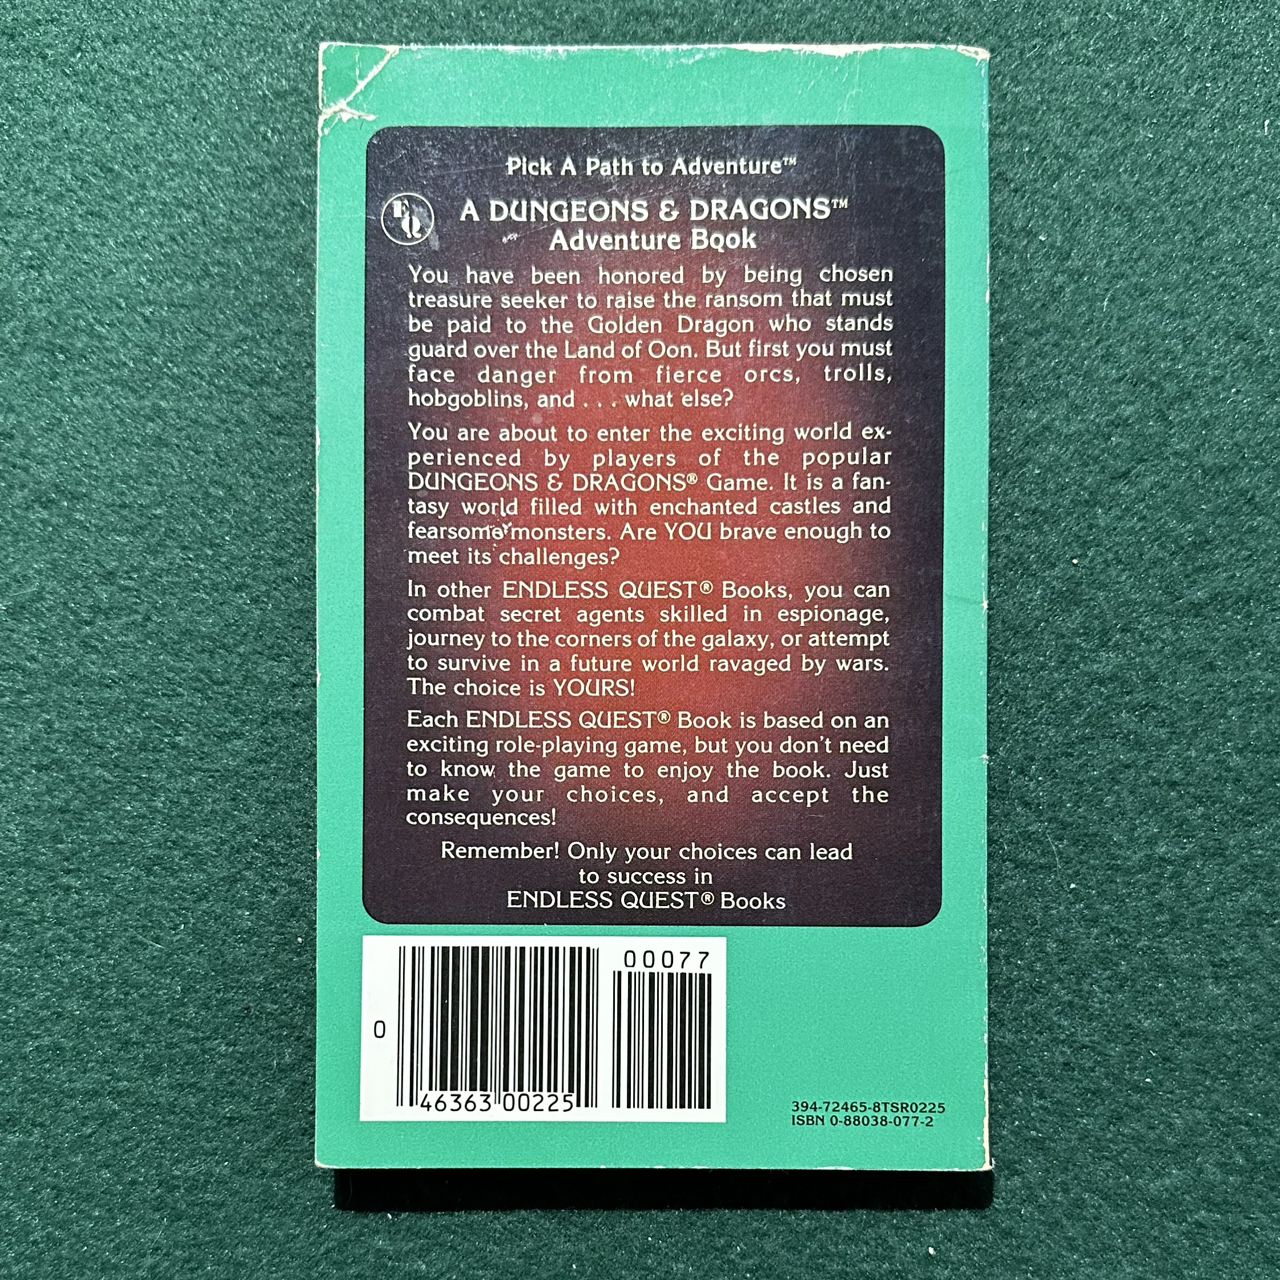 Pick A Path to Adventure™
EQ
A DUNGEONS & DRAGONS™
Adventure Book
You have been honored by being chosen
treasure seeker to raise the ransom that must
be paid to the Golden Dragon who stands
guard over the Land of Oon. But first you must
face danger from fierce orcs, trolls,
hobgoblins, and . . . what else?
You are about to enter the exciting world ex-
perienced by players of the popular
DUNGEONS & DRAGONS® Game. It is a fan-
tasy world filled with enchanted castles and
fearsome monsters. Are YOU brave enough to
meet its challenges?
In other ENDLESS QUEST® Books, you can
combat secret agents skilled in espionage,
journey to the corners of the galaxy, or attempt
to survive in a future world ravaged by wars.
The choice is YOURS!
Each ENDLESS QUEST® Book is based on an
exciting role-playing game, but you don't need
to know the game to enjoy the book. Just
make your choices, and accept the
consequences!
Remember! Only your choices can lead
to success in
ENDLESS QUEST® Books
00077
0
46363 00225
394-72465-8TSR0225
ISBN 0-88038-077-2